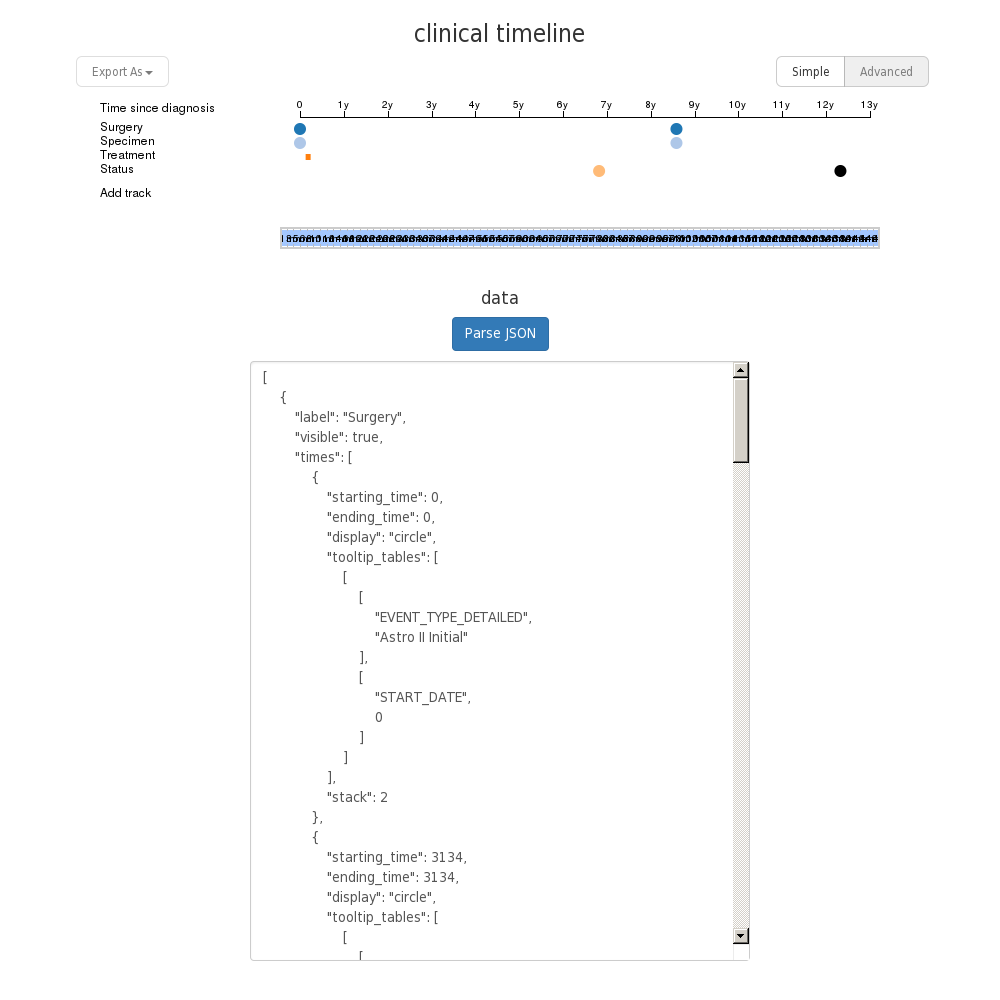 clinical timeline
Export As
Simple Advanced
Time since diagnosis 0 1y 2y 3y 4y 5y 6y 7y 8y 9y 10y 11y 12y 13y
Surgery
Specimen
Treatment
Status
Add track
data
Parse JSON
[
{
"label": "Surgery",
"visible": true,
"times": [
{
"starting_time": 0,
"ending_time": 0,
"display": "circle",
"tooltip_tables": [
[
[
"EVENT_TYPE_DETAILED",
"Astro II Initial"
],
[
"START_DATE",
0
]
]
],
"stack": 2
},
{
"starting_time": 3134,
"ending_time": 3134,
"display": "circle",
"tooltip_tables": [
[
[